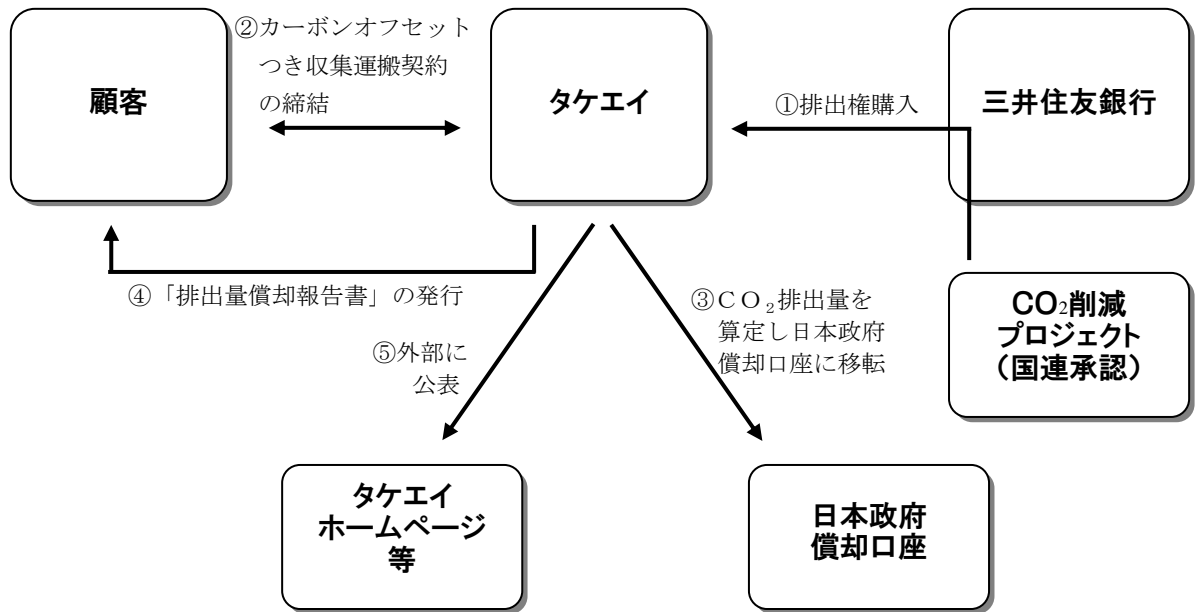 ②カーボンオフセット
つき収集運搬契約
の締結
顧客
タケエイ
①排出権購入
三井住友銀行
④「排出量償却報告書」の発行
③ＣＯ₂排出量を
算定し日本政府
償却口座に移転
⑤外部に
公表
CO₂削減
プロジェクト
（国連承認）
タケエイ
ホームページ
等
日本政府
償却口座